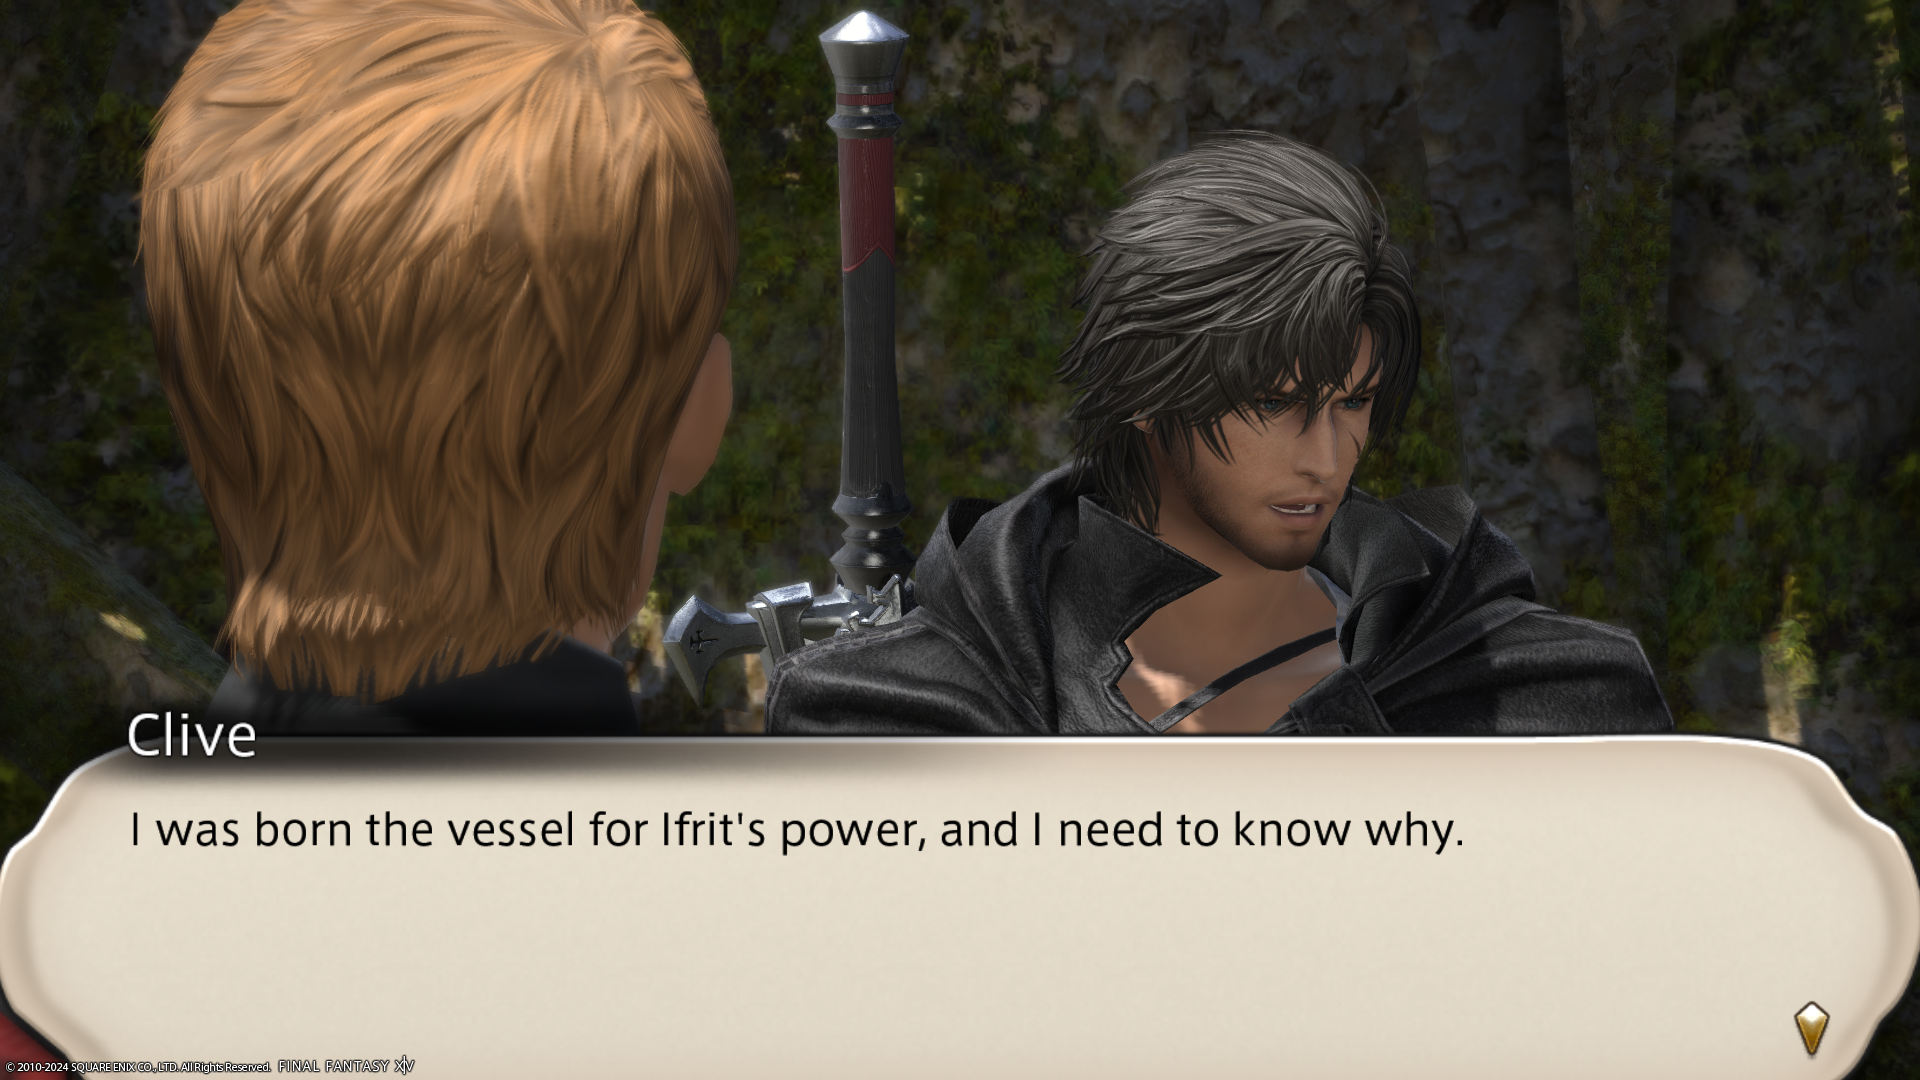 Clive
I was born the vessel for Ifrit's power, and I need to know why.
© 2010-2024 SQUARE ENIX CO., LTD. All Rights Reserved. FINAL FANTASY XIV